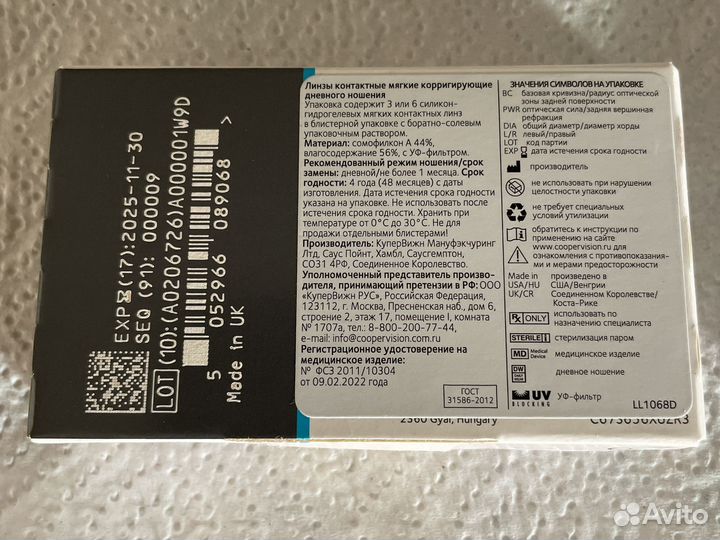 EXP (17): 2025-11-30
SEQ (91): 000009
LOT (10):(A0206726)A000001W9D
5 052966 089068 >
Made in UK
Линзы контактные мягкие корригирующие
дневного ношения
Упаковка содержит 3 или 6 силикон-
гидрогелевых мягких контактных линз
в блистерной упаковке с боратно-солевым
упаковочным раствором.
Материал: сомофилкон А 44%,
влагосодержание 56%, с УФ-фильтром.
Рекомендованный режим ношения/срок
замены: дневной/не более 1 месяца. Срок
годности: 4 года (48 месяцев) с даты
изготовления. Дата истечения срока годности
указана на упаковке. Не использовать после
истечения срока годности. Хранить при
температуре от 0°C до 30°C. Не для
продажи отдельными блистерами!
Производитель: КуперВижн Мануфэкчуринг
Лтд, Саус Поинт, Хамбл, Саусгемптон,
СО31 4РФ, Соединенное Королевство.
Уполномоченный представитель произво-
дителя, принимающий претензии в РФ: ООО
«КуперВижн РУС», Российская Федерация,
123112, г. Москва, Пресненская наб., дом 6,
строение 2, этаж 17, помещение I, комната
№ 1707а, тел.: 8-800-200-77-44,
e-mail: info@coopervision.com.ru
Регистрационное удостоверение на
медицинское изделие:
№ ФСЗ 2011/10304
от 09.02.2022 года
ГОСТ
31586-2012
ЗНАЧЕНИЯ СИМВОЛОВ НА УПАКОВКЕ
BC базовая кривизна/радиус оптической
зоны задней поверхности
PWR оптическая сила/задняя вершинная
рефракция
DIA общий диаметр/диаметр хорды
L/R левый/правый
LOT код партии
EXP дата истечения срока годности
производитель
не использовать при нарушении
целостности упаковки
не требует специальных
условий утилизации
обратитесь к инструкции по
применению на сайте
www.coopervision.ru для
ознакомления с противопоказания-
ми и мерами предосторожности
Made in произведено в
USA/HU США/Венгрии
UK/CR Соединенном Королевстве/
Коста-Рике
Rx ONLY использовать по
назначению специалиста
STERILE стерилизация паром
MD Medical Device медицинское изделие
DW DAILY WEAR дневное ношение
UV BLOCKING УФ-фильтр
LL1068D
2360 Gyál, Hungary
Avito